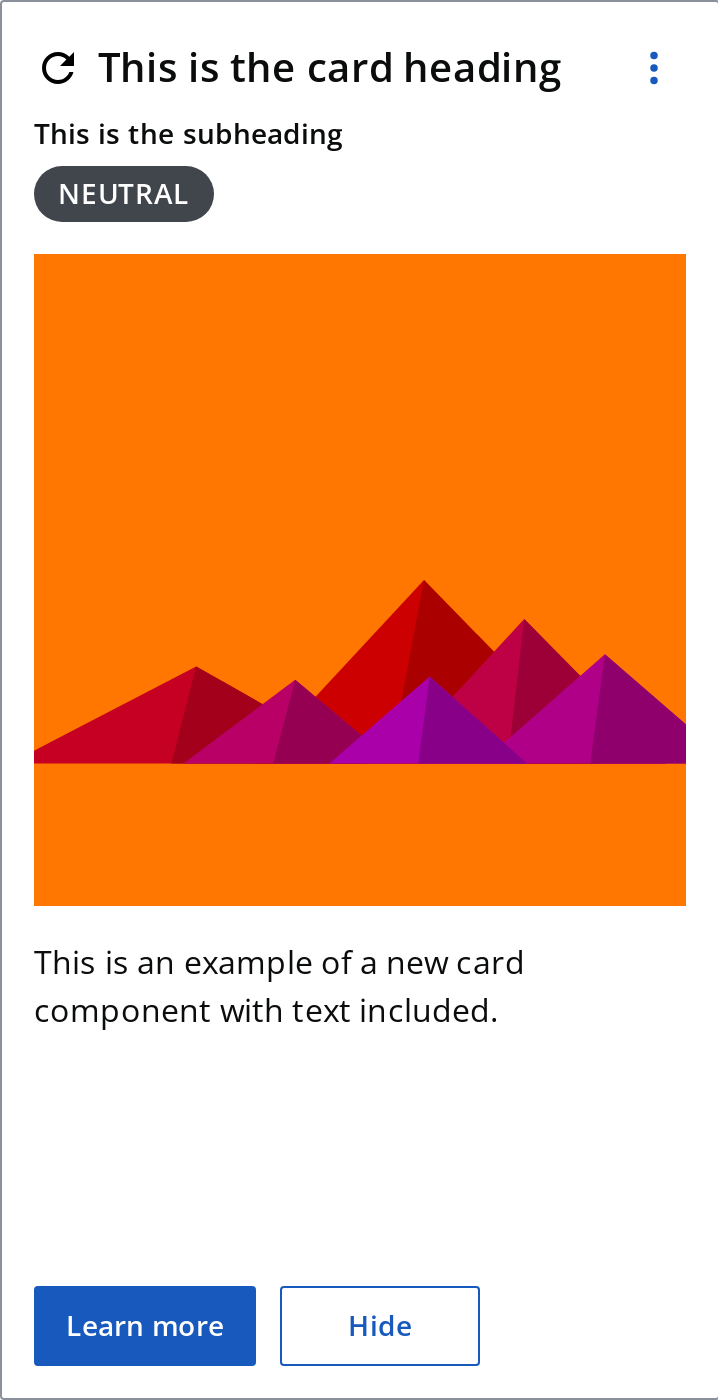 This is the card heading
This is the subheading
NEUTRAL
This is an example of a new card
component with text included.
Learn more
Hide